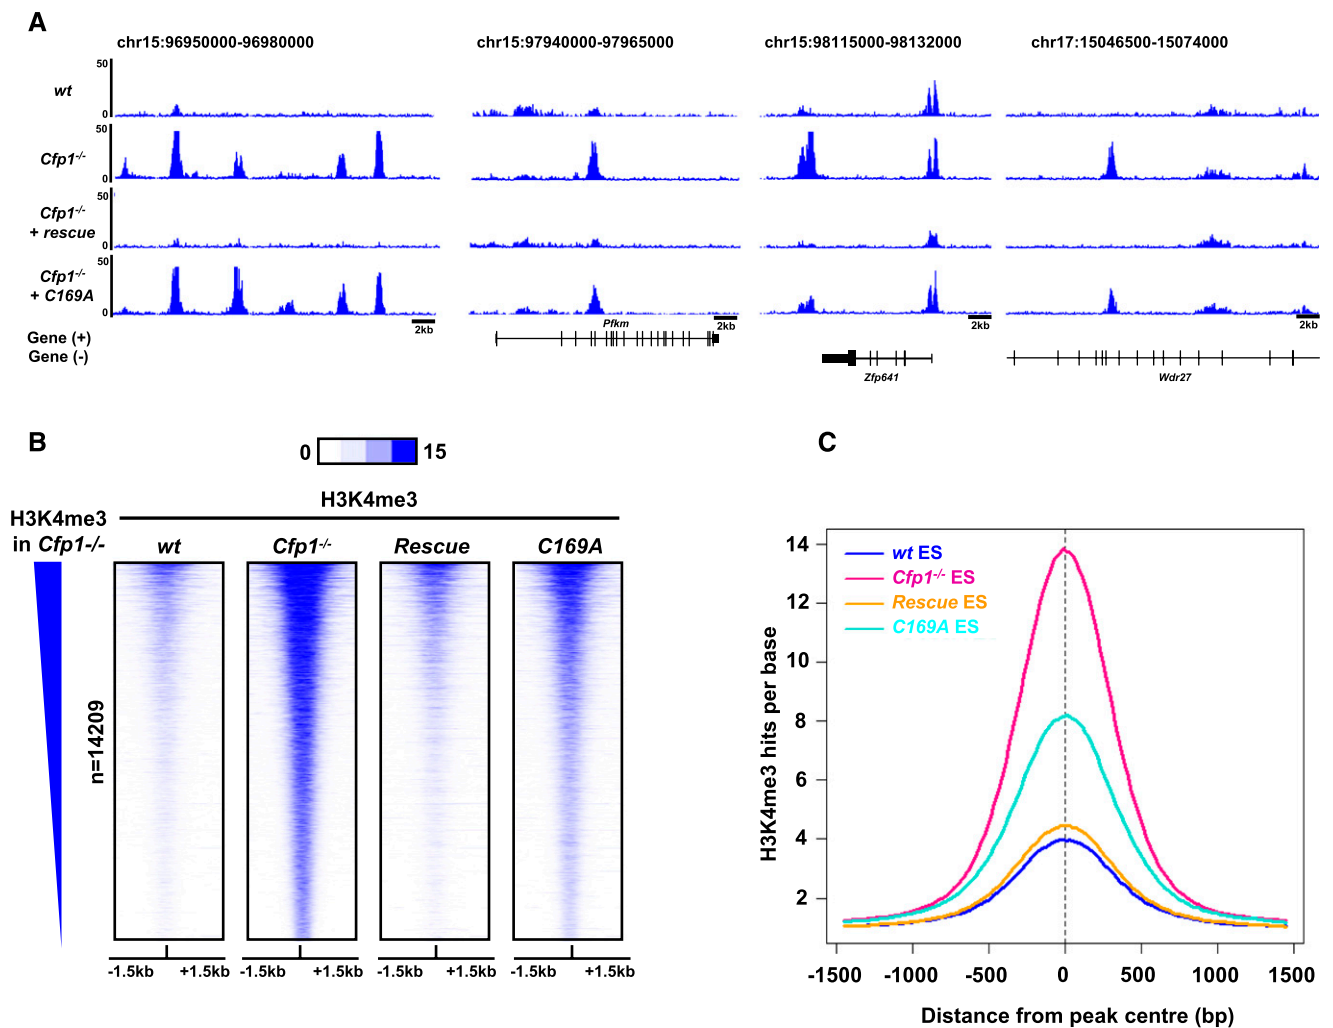 A
chr15:96950000-96980000
chr15:97940000-97965000
chr15:98115000-98132000
chr17:15046500-15074000
50
wt
0
50
Cfp1-/-
0
50
Cfp1-/-
+ rescue
0
50
Cfp1-/-
+ C169A
0
2kb
2kb
2kb
2kb
Pfkm
Gene (+)
Gene (-)
Zfp641
Wdr27
B
0
15
H3K4me3
H3K4me3
in Cfp1-/-
wt
Cfp1-/-
Rescue
C169A
n=14209
-1.5kb
+1.5kb
-1.5kb
+1.5kb
-1.5kb
+1.5kb
-1.5kb
+1.5kb
C
wt ES
Cfp1-/- ES
Rescue ES
C169A ES
H3K4me3 hits per base
14
12
10
8
6
4
2
-1500
-1000
-500
0
500
1000
1500
Distance from peak centre (bp)